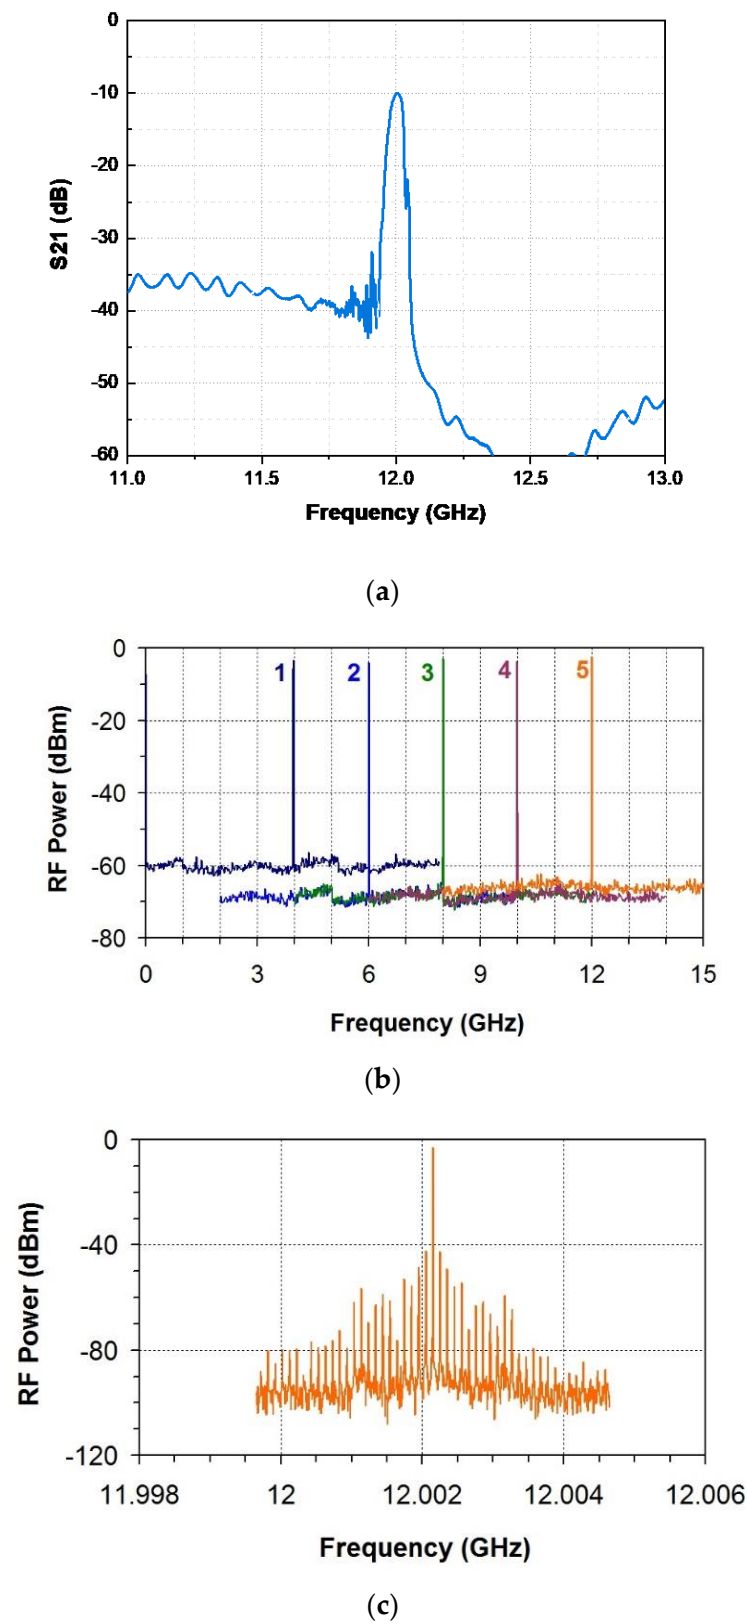 0
-10
-20
-30
-40
-50
-60
S21 (dB)
11.0 11.5 12.0 12.5 13.0
Frequency (GHz)
(a)
0
-20
-40
-60
-80
RF Power (dBm)
1 2 3 4 5
0 3 6 9 12 15
Frequency (GHz)
(b)
0
-40
-80
-120
RF Power (dBm)
11.998 12 12.002 12.004 12.006
Frequency (GHz)
(c)